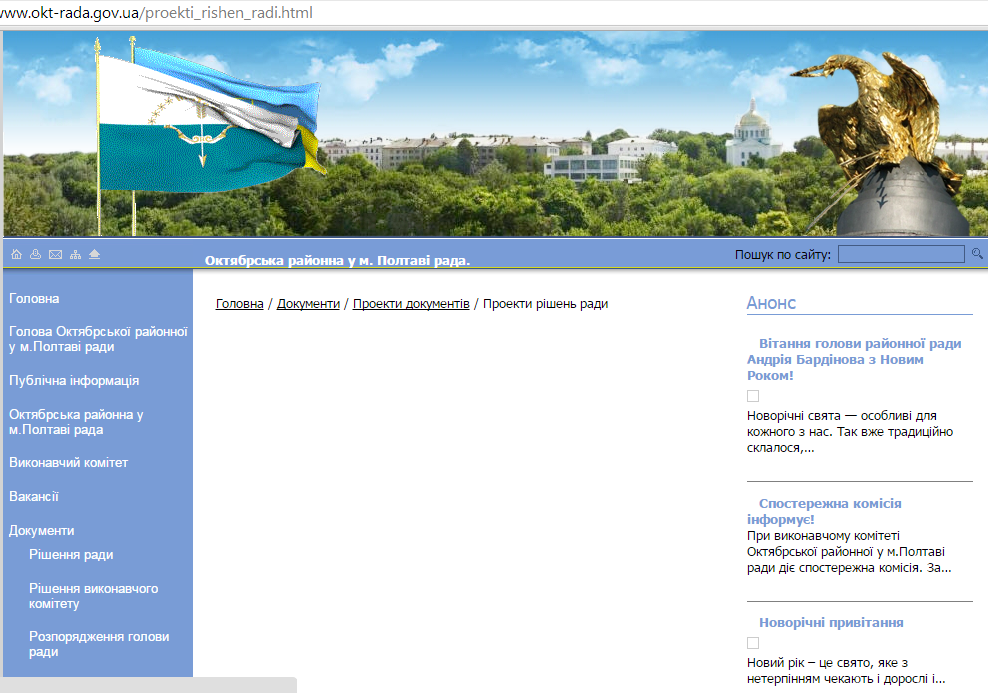 www.okt-rada.gov.ua/proekti_rishen_radi.html
Октябрська районна у м. Полтаві рада.
Пошук по сайту:
Головна
Голова Октябрської районної
у м.Полтаві ради
Публічна інформація
Октябрська районна у
м.Полтаві рада
Виконавчий комітет
Вакансії
Документи
Рішення ради
Рішення виконавчого
комітету
Розпорядження голови
ради
Головна / Документи / Проекти документів / Проекти рішень ради
Анонс
Вітання голови районної ради
Андрія Бардінова з Новим
Роком!
Новорічні свята — особливі для
кожного з нас. Так вже традиційно
склалося,...
Спостережна комісія
інформує!
При виконавчому комітеті
Октябрської районної у м.Полтаві
ради діє спостережна комісія. За...
Новорічні привітання
Новий рік – це свято, яке з
нетерпінням чекають і дорослі і...